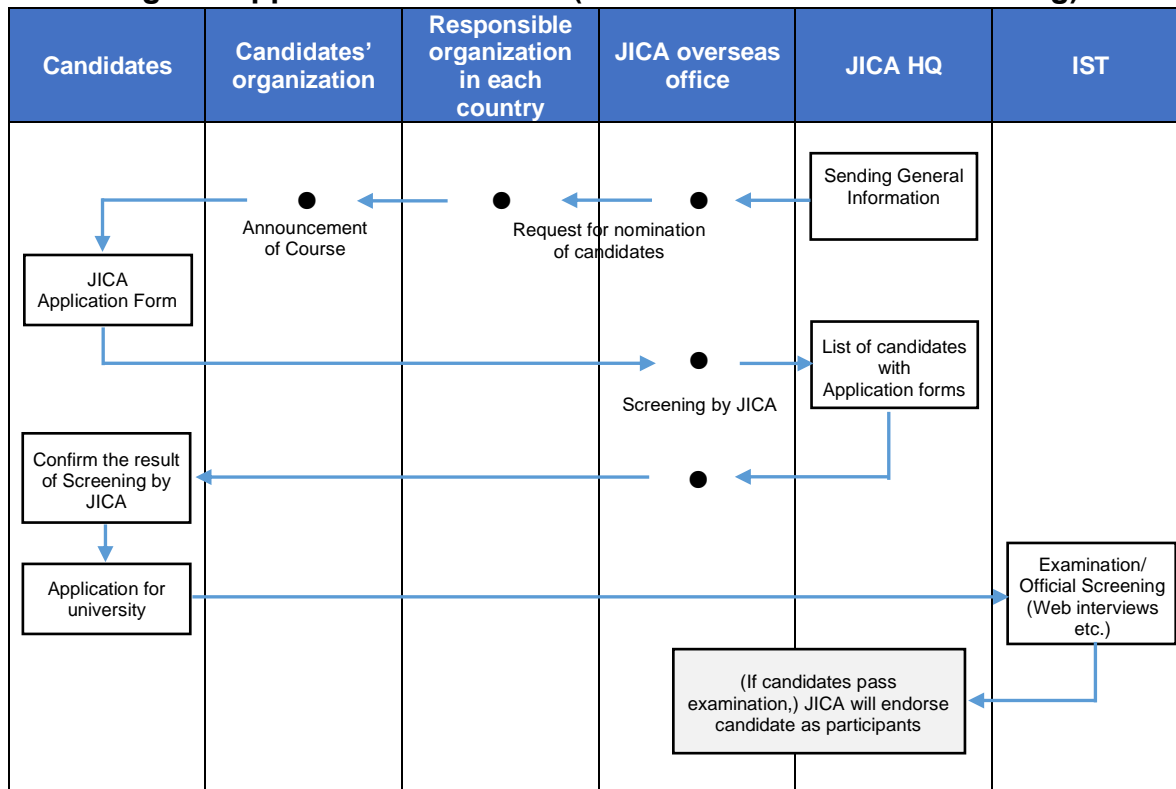 Candidates
Candidates'
organization
Responsible
organization
in each
country
JICA overseas
office
JICA HQ
IST
Sending General
Information
Announcement
of Course
Request for nomination
of candidates
JICA
Application Form
List of candidates
with
Application forms
Screening by JICA
Confirm the result
of Screening by
JICA
Application for
university
Examination/
Official Screening
(Web interviews
etc.)
(If candidates pass
examination,) JICA will endorse
candidate as participants